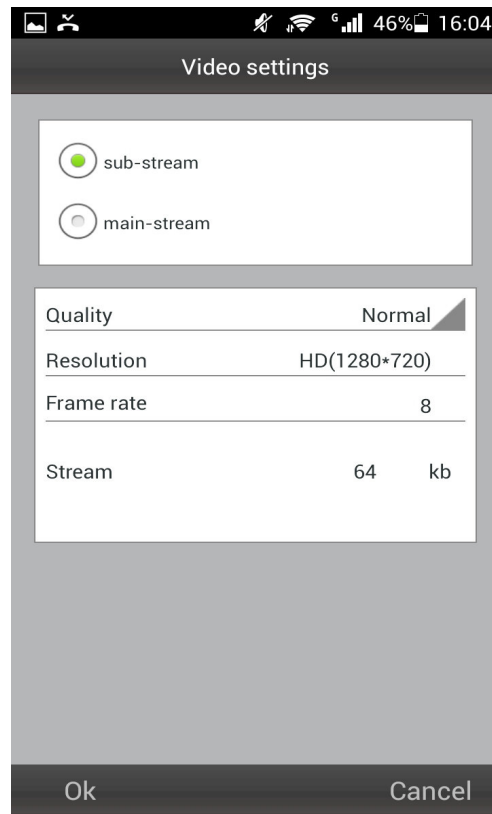 G 46% 16:04
Video settings
sub-stream
main-stream
Quality Normal
Resolution HD(1280*720)
Frame rate 8
Stream 64 kb
Ok Cancel